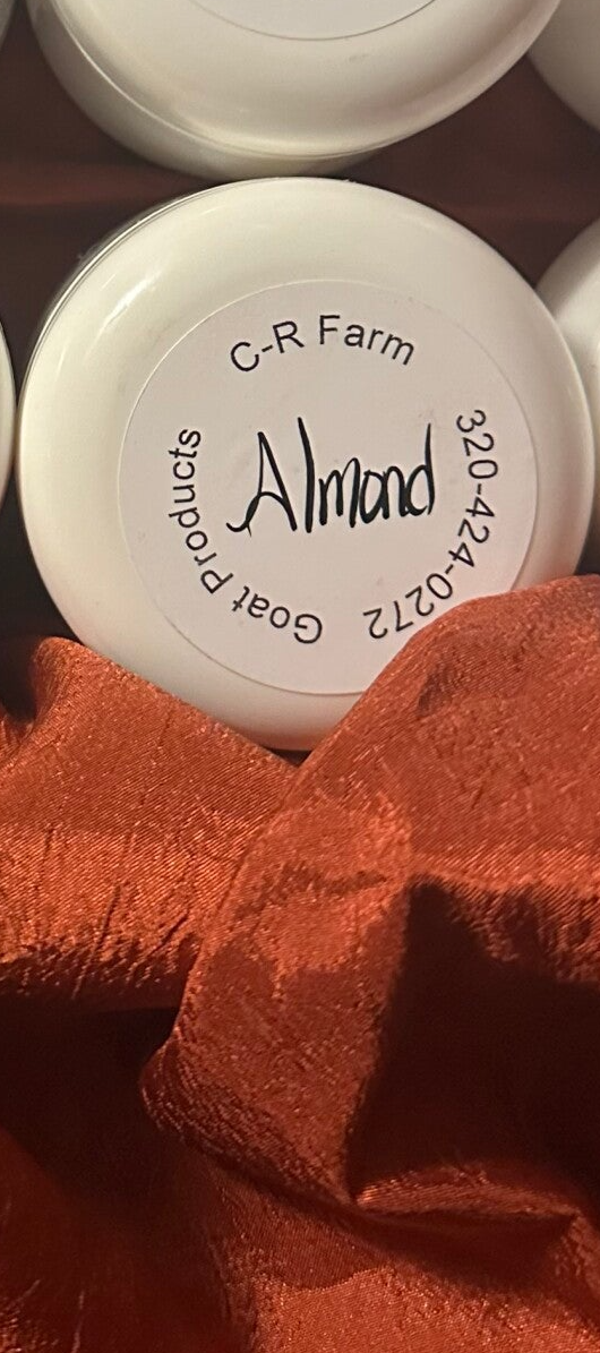 C-R Farm
320-424-0272
Goat Products
Almond